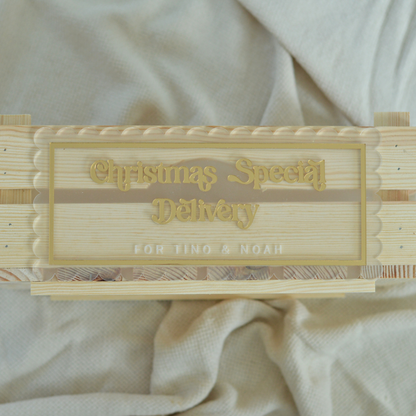 Christmas Special
Delivery
FOR TINO & NOAH